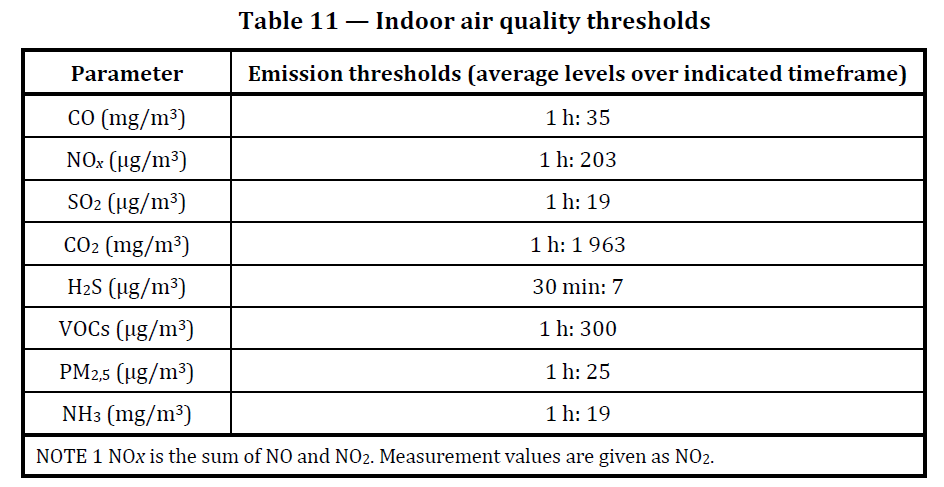 Table 11 — Indoor air quality thresholds
Parameter Emission thresholds (average levels over indicated timeframe)
CO (mg/m³) 1 h: 35
NOx (μg/m³) 1 h: 203
SO₂ (μg/m³) 1 h: 19
CO₂ (mg/m³) 1 h: 1 963
H₂S (μg/m³) 30 min: 7
VOCs (μg/m³) 1 h: 300
PM₂,₅ (μg/m³) 1 h: 25
NH₃ (mg/m³) 1 h: 19
NOTE 1 NOx is the sum of NO and NO₂. Measurement values are given as NO₂.